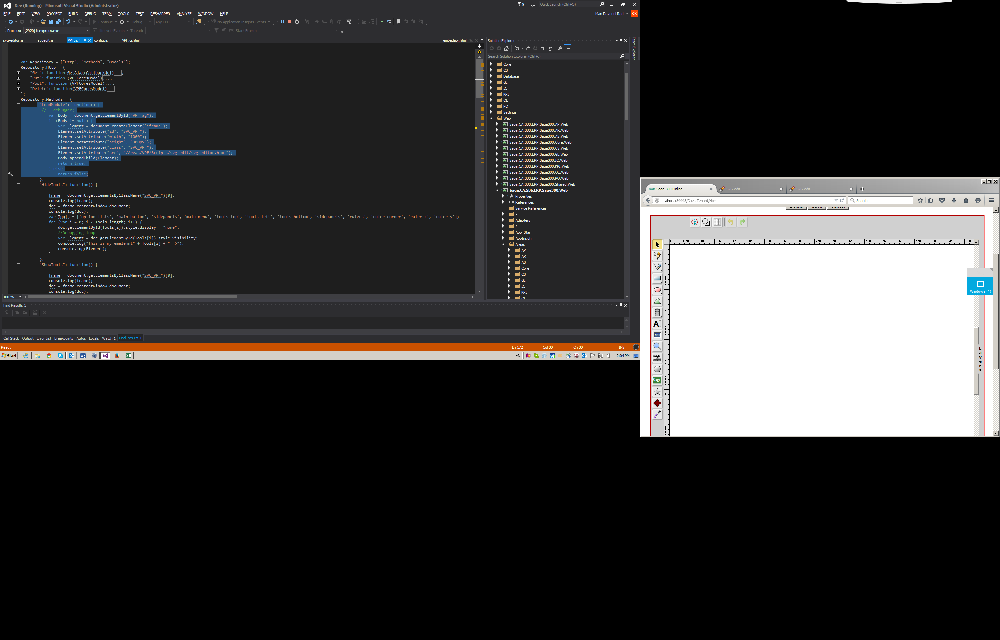 Dev (Running) - Microsoft Visual Studio (Administrator)
9
Quick Launch (Ctrl+Q)
FILE EDIT VIEW PROJECT BUILD DEBUG TEAM TOOLS TEST RESHARPER ANALYZE WINDOW HELP
Kian Davoudi Rad KR
Continue Debug Any CPU No Application Insights Events
Process: [2920] iisexpress.exe Lifecycle Events Thread: Stack Frame:
svg-editor.js svgedit.js VPF.js* config.js VPF.cshtml embedapi.html
var Repository = ["Http", "Methods", "Models"];
Repository.Http = {
"Get": function GetAjax(CallbackUrl)...,
"Put": function (VPFCoresModel)...,
"Post": function (VPFCoresModel)...,
"Delete": function(VPFCoresModel)...
};
Repository.Methods = {
"LoadModule": function() {
// debugger;
var Body = document.getElementById("VPFTag");
if (Body != null) {
var Element = document.createElement('iframe');
Element.setAttribute("id", "SVG_VPF");
Element.setAttribute("width", "1000");
Element.setAttribute("height", "900px");
Element.setAttribute("class", "SVG_VPF");
Element.setAttribute("src", "/Areas/VPF/Scripts/svg-edit/svg-editor.html");
Body.appendChild(Element);
return true;
} else
return false;
},
"HideTools": function() {
frame = document.getElementsByClassName("SVG_VPF")[0];
console.log(frame);
doc = frame.contentWindow.document;
console.log(doc);
var Tools = ['option_lists', 'main_button', 'sidepanels', 'main_menu', 'tools_top', 'tools_left', 'tools_bottom', 'sidepanels', 'rulers', 'ruler_corner', 'ruler_x', 'ruler_y'];
for (var i = 0; i < Tools.length; i++) {
doc.getElementById(Tools[i]).style.display = "none";
//Debugging loop
var Element = doc.getElementById(Tools[i]).style.visibility;
console.log("This is my emelemnt" + Tools[i] + "==>");
console.log(Element);
}
},
"ShowTools": function() {
frame = document.getElementsByClassName("SVG_VPF")[0];
console.log(frame);
doc = frame.contentWindow.document;
console.log(doc);
100 %
Solution Explorer
Search Solution Explorer (Ctrl+;)
Core
CS
Database
GL
IC
KPI
OE
PO
Settings
Web
Sage.CA.SBS.ERP.Sage300.AP.Web
Sage.CA.SBS.ERP.Sage300.AR.Web
Sage.CA.SBS.ERP.Sage300.AS.Web
Sage.CA.SBS.ERP.Sage300.Core.Web
Sage.CA.SBS.ERP.Sage300.CS.Web
Sage.CA.SBS.ERP.Sage300.GL.Web
Sage.CA.SBS.ERP.Sage300.IC.Web
Sage.CA.SBS.ERP.Sage300.KPI.Web
Sage.CA.SBS.ERP.Sage300.OE.Web
Sage.CA.SBS.ERP.Sage300.PO.Web
Sage.CA.SBS.ERP.Sage300.Shared.Web
Sage.CA.SBS.ERP.Sage300.Web
Properties
References
Service References
Adapters
App_Star
AppInsigh
Areas
AP
AR
AS
Core
CS
GL
IC
KPI
OE
Team Explorer
Find Results 1
Call Stack Output Error List Breakpoints Autos Locals Watch 1 Find Results 1
Ready Ln 172 Col 30 Ch 30 INS
Start EN 2:04 PM
sage Sage 300 Online SVG-edit SVG-edit
localhost:54445/GuestTenant/Home Search
-1150 -1100 -1050 -1K -950 -900 -850 -800 -750 -700 -650 -600 -550 -500 -450 -400 -350 -300
Windows (1)
Layers
A
sage
Sage